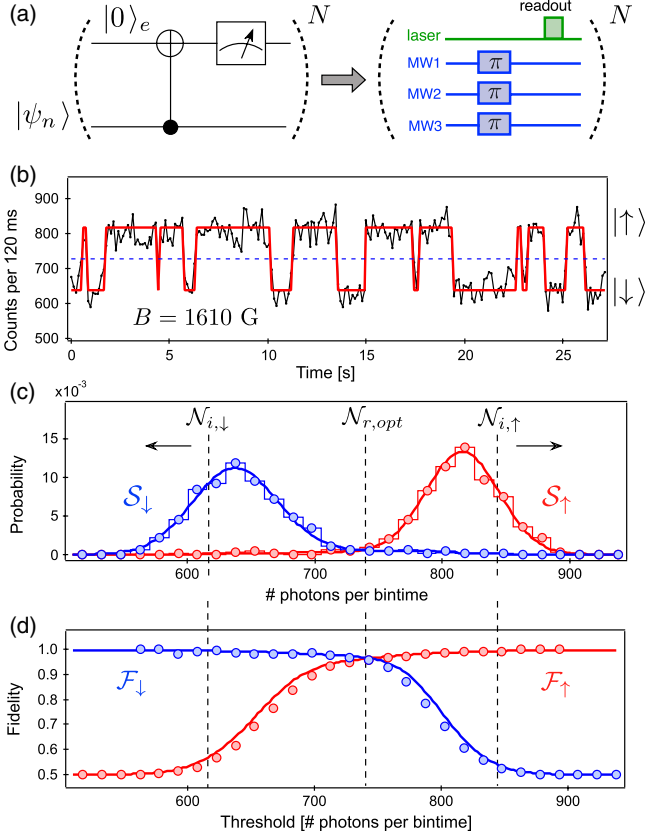 (a)
|0⟩e
N
|ψn⟩
readout
N
laser
MW1 π
MW2 π
MW3 π
(b)
Counts per 120 ms
900
800
700
600
500
|↑⟩
|↓⟩
B = 1610 G
0 5 10 15 20 25
Time [s]
(c)
x10⁻³
Probability
15
10
5
0
𝒩i,↓ 𝒩r,opt 𝒩i,↑
𝒮↓ 𝒮↑
600 700 800 900
# photons per bintime
(d)
Fidelity
1.0
0.9
0.8
0.7
0.6
0.5
ℱ↓ ℱ↑
600 700 800 900
Threshold [# photons per bintime]